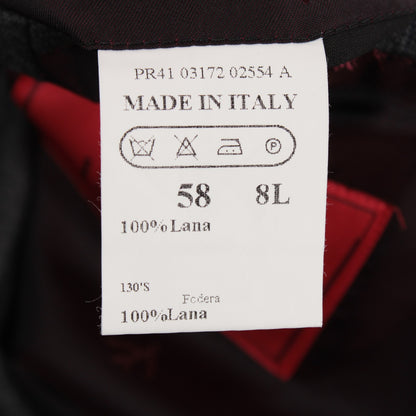 PR41 03172 02554 A
MADE IN ITALY
P
58 8L
100%Lana
130'S
Fodera
100%Lana